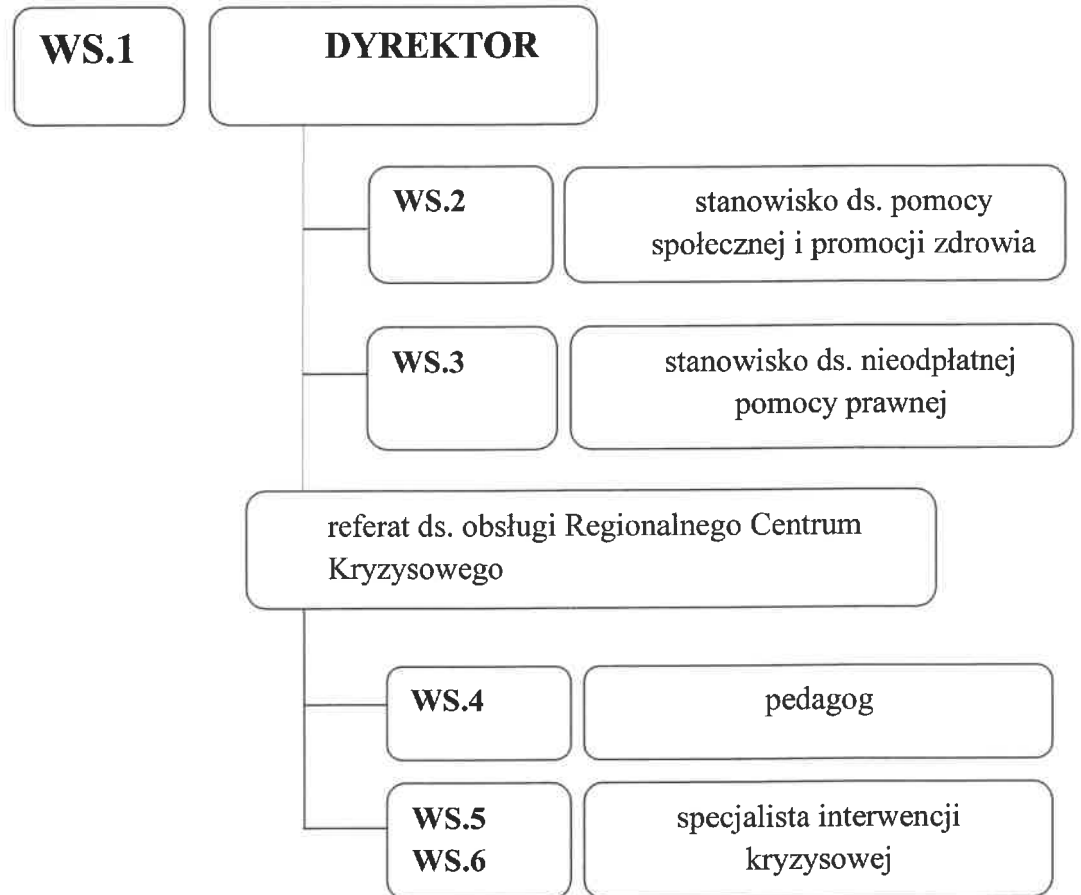 WS.1 DYREKTOR
WS.2 stanowisko ds. pomocy
społecznej i promocji zdrowia
WS.3 stanowisko ds. nieodpłatnej
pomocy prawnej
referat ds. obsługi Regionalnego Centrum
Kryzysowego
WS.4 pedagog
WS.5 specjalista interwencji
WS.6 kryzysowej